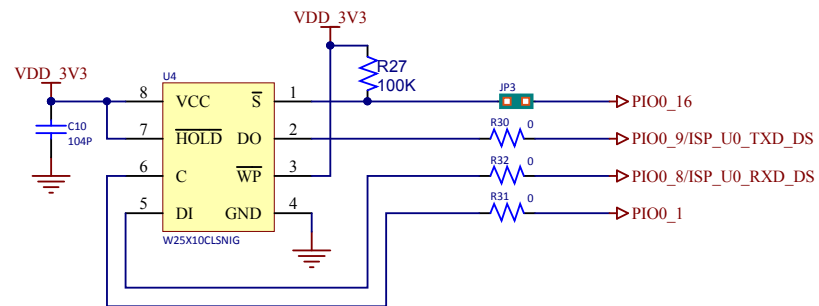 VDD_3V3
VDD_3V3
U4
R27
100K
JP3
8 VCC S 1
PIO0_16
C10
104P
7 HOLD DO 2
R30 0
PIO0_9/ISP_U0_TXD_DS
6 C WP 3
R32 0
PIO0_8/ISP_U0_RXD_DS
5 DI GND 4
R31 0
PIO0_1
W25X10CLSNIG